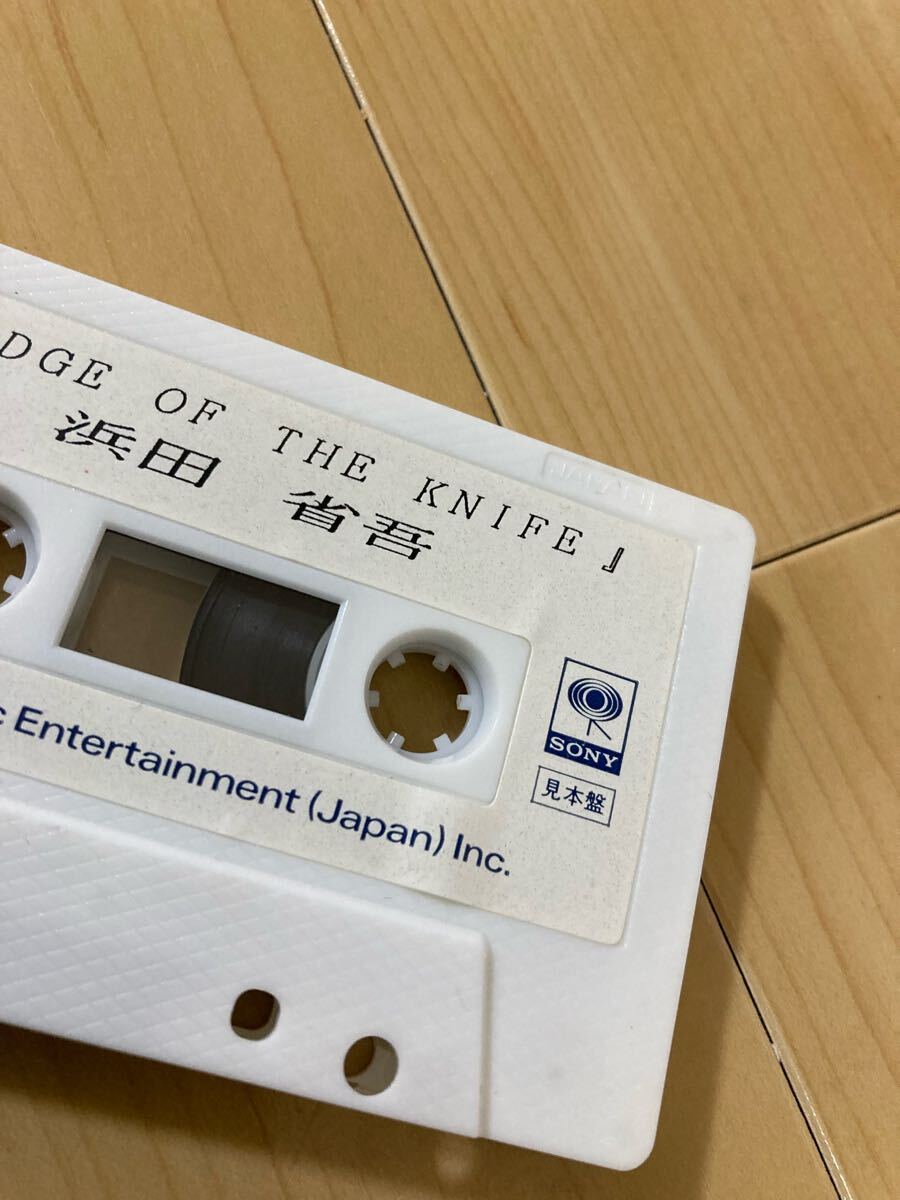 DGE OF THE KNIFE』
浜田 省吾
SONY
見本盤
c Entertainment (Japan) Inc.